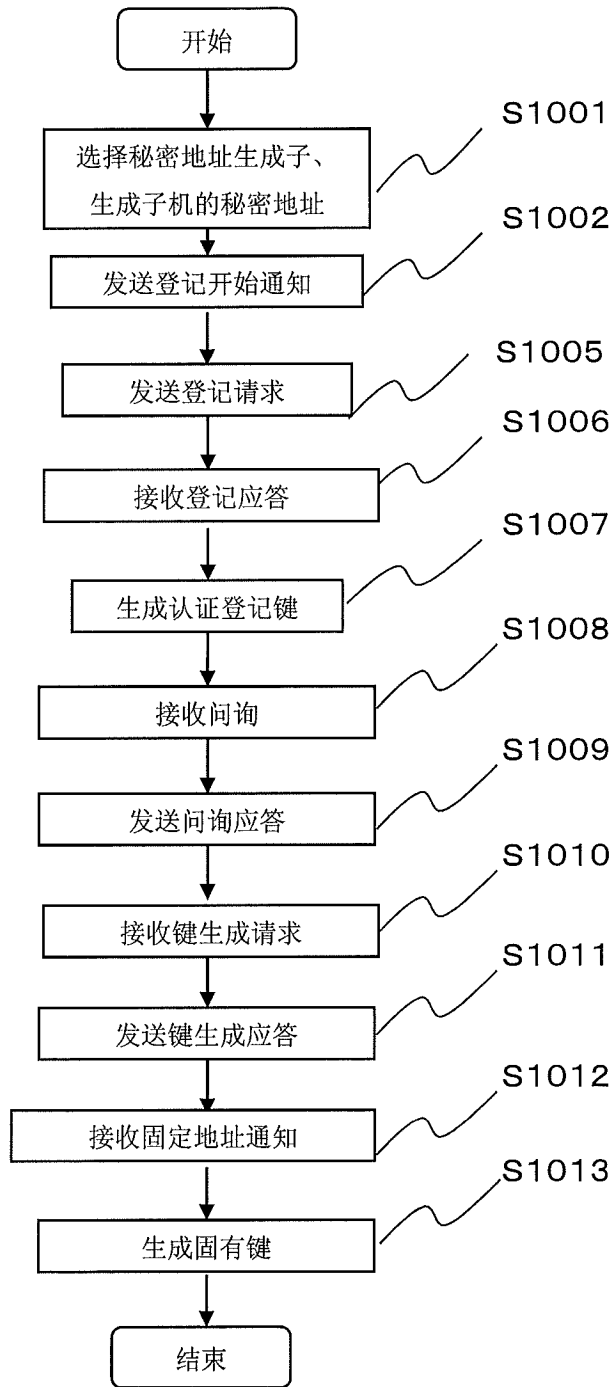 开始
S1001
选择秘密地址生成子、
生成子机的秘密地址
S1002
发送登记开始通知
S1005
发送登记请求
S1006
接收登记应答
S1007
生成认证登记键
S1008
接收问询
S1009
发送问询应答
S1010
接收键生成请求
S1011
发送键生成应答
S1012
接收固定地址通知
S1013
生成固有键
结束